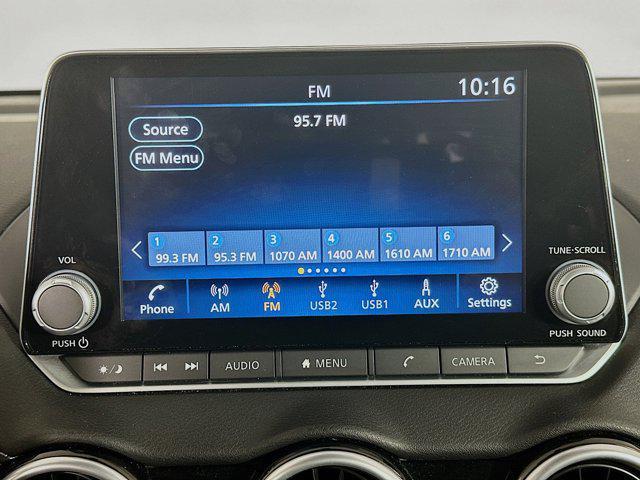 FM 10:16
95.7 FM
Source
FM Menu
1 2 3 4 5 6
99.3 FM 95.3 FM 1070 AM 1400 AM 1610 AM 1710 AM
Phone AM FM USB2 USB1 AUX Settings
VOL
PUSH
TUNE·SCROLL
PUSH SOUND
AUDIO MENU CAMERA